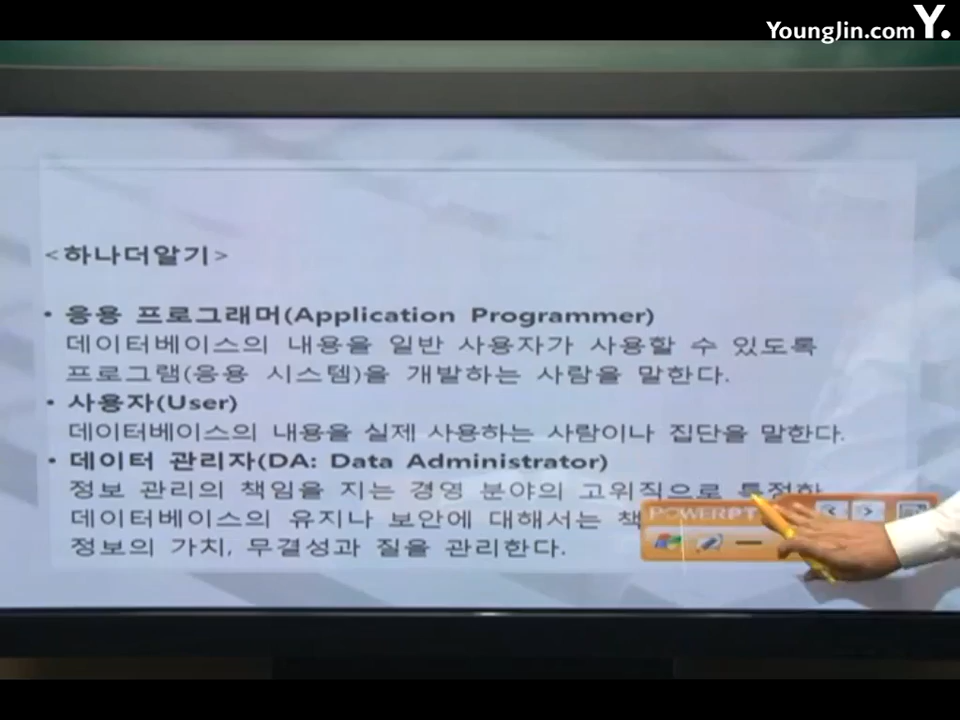 YoungJin.com Y.
<하나더알기>
• 응용 프로그래머(Application Programmer)
데이터베이스의 내용을 일반 사용자가 사용할 수 있도록
프로그램(응용 시스템)을 개발하는 사람을 말한다.
• 사용자(User)
데이터베이스의 내용을 실제 사용하는 사람이나 집단을 말한다.
• 데이터 관리자(DA: Data Administrator)
정보 관리의 책임을 지는 경영 분야의 고위직으로 특정한
데이터베이스의 유지나 보안에 대해서는 책
POWERPT
정보의 가치, 무결성과 질을 관리한다.